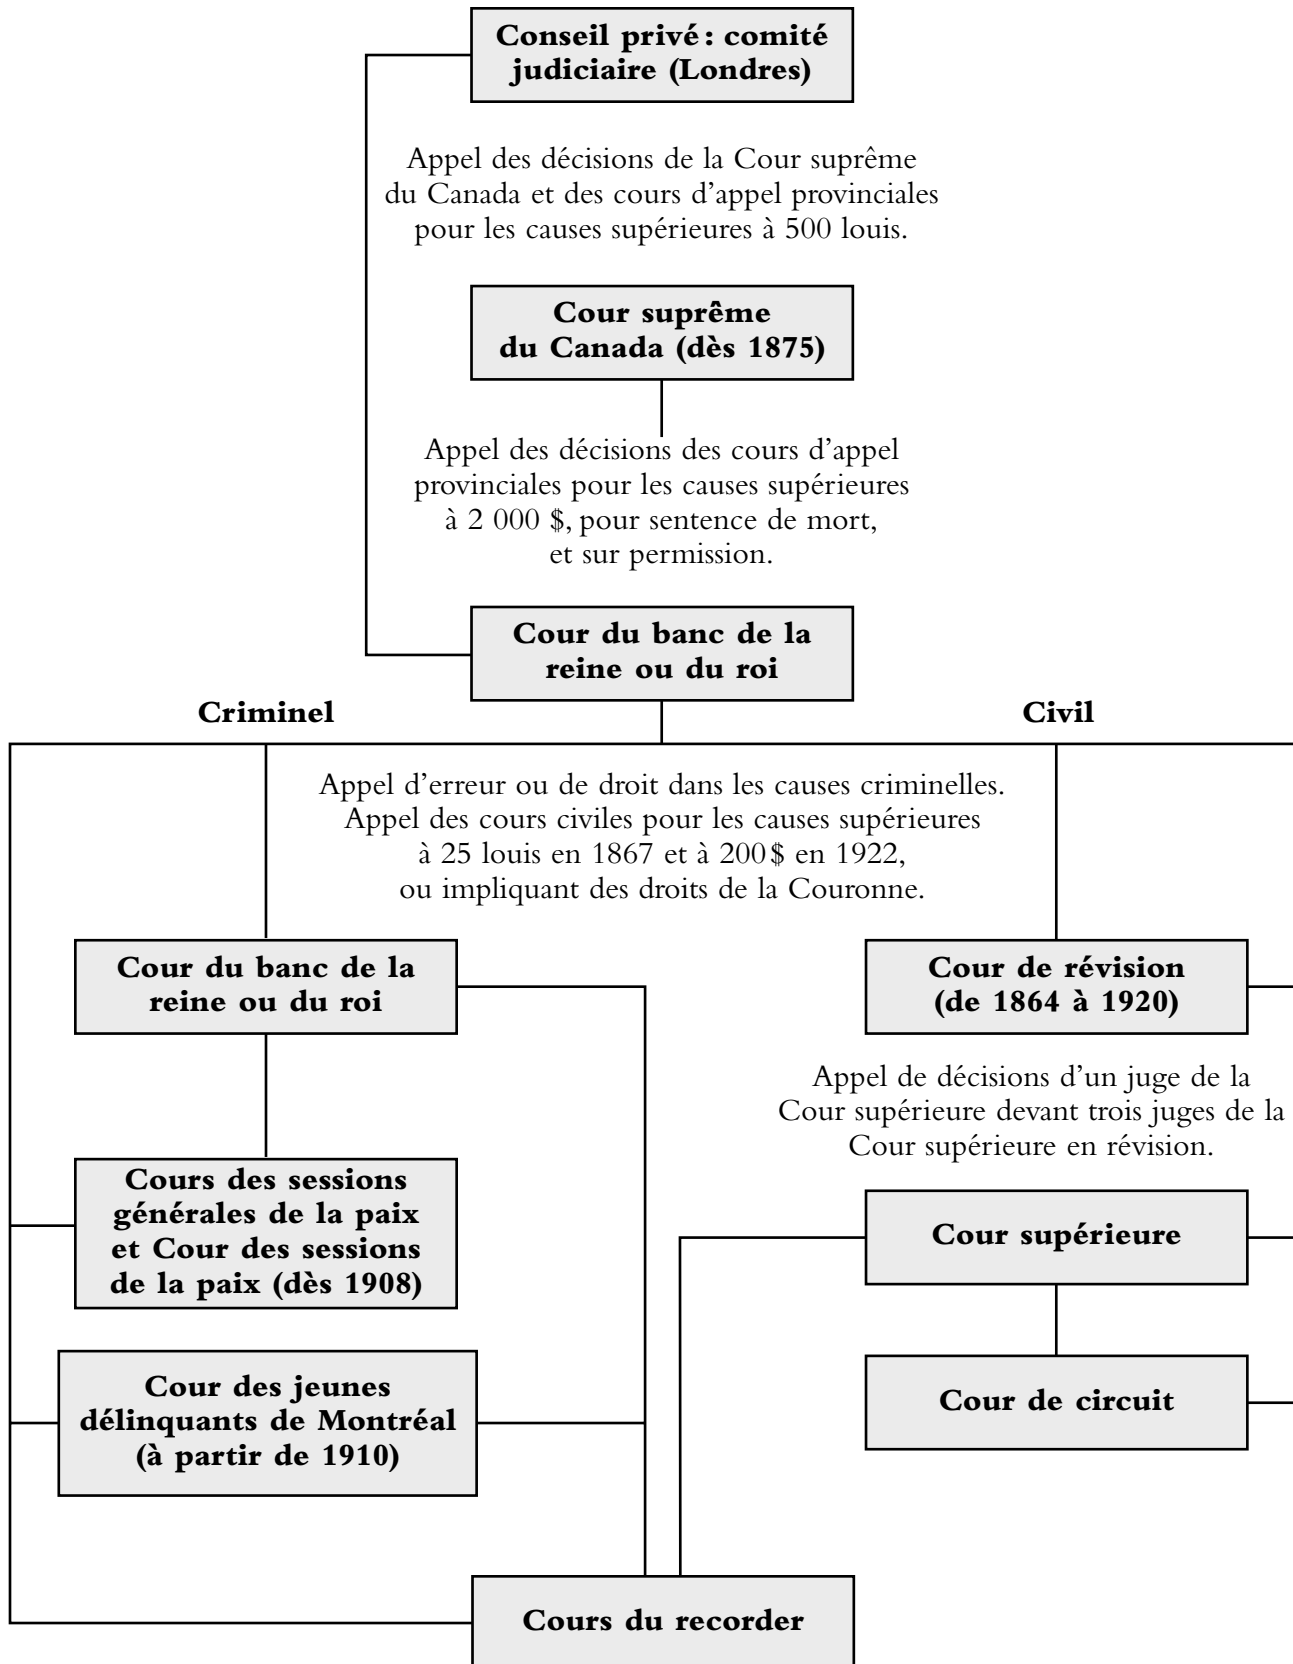 Conseil privé : comité
judiciaire (Londres)
Appel des décisions de la Cour suprême
du Canada et des cours d'appel provinciales
pour les causes supérieures à 500 louis.
Cour suprême
du Canada (dès 1875)
Appel des décisions des cours d'appel
provinciales pour les causes supérieures
à 2 000 $, pour sentence de mort,
et sur permission.
Cour du banc de la
reine ou du roi
Criminel
Civil
Appel d'erreur ou de droit dans les causes criminelles.
Appel des cours civiles pour les causes supérieures
à 25 louis en 1867 et à 200 $ en 1922,
ou impliquant des droits de la Couronne.
Cour du banc de la
reine ou du roi
Cour de révision
(de 1864 à 1920)
Appel de décisions d'un juge de la
Cour supérieure devant trois juges de la
Cour supérieure en révision.
Cours des sessions
générales de la paix
et Cour des sessions
de la paix (dès 1908)
Cour supérieure
Cour des jeunes
délinquants de Montréal
(à partir de 1910)
Cour de circuit
Cours du recorder